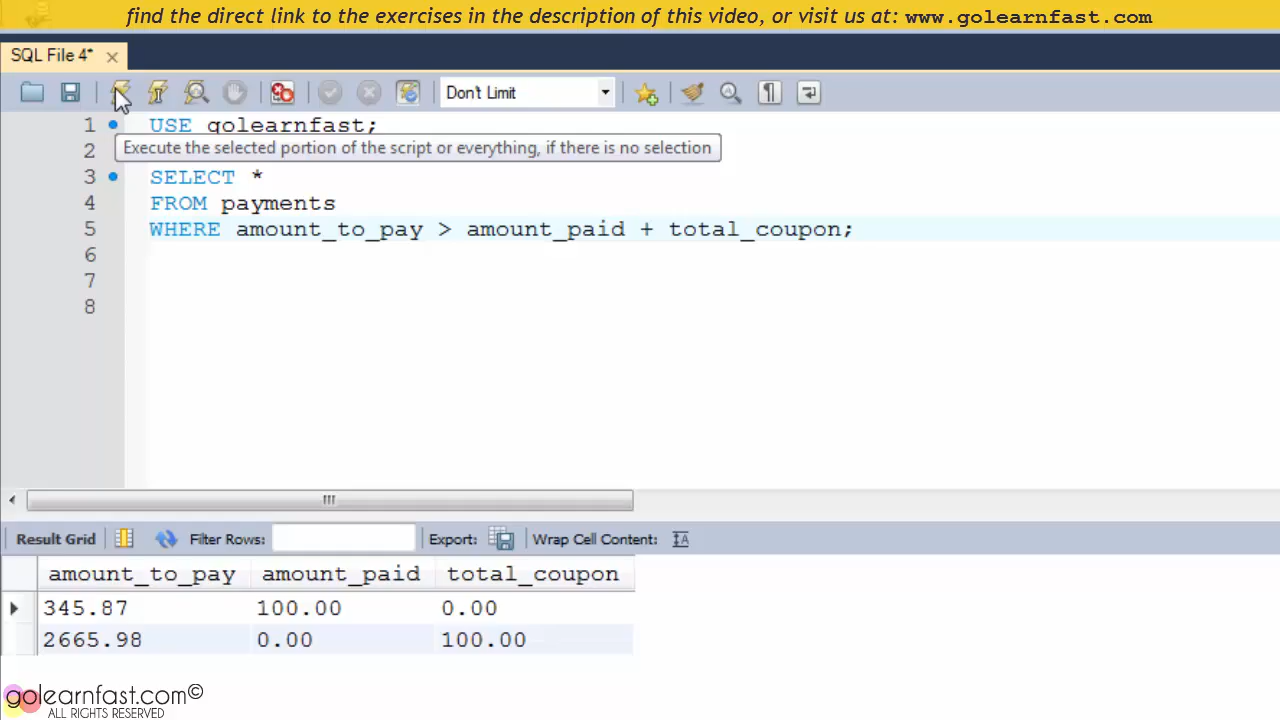 find the direct link to the exercises in the description of this video, or visit us at: www.golearnfast.com
SQL File 4*
Don't Limit
1 USE golearnfast;
2
Execute the selected portion of the script or everything, if there is no selection
3 SELECT *
4 FROM payments
5 WHERE amount_to_pay > amount_paid + total_coupon;
6
7
8
Result Grid Filter Rows: Export: Wrap Cell Content: IA
amount_to_pay amount_paid total_coupon
345.87 100.00 0.00
2665.98 0.00 100.00
golearnfast.com©
ALL RIGHTS RESERVED